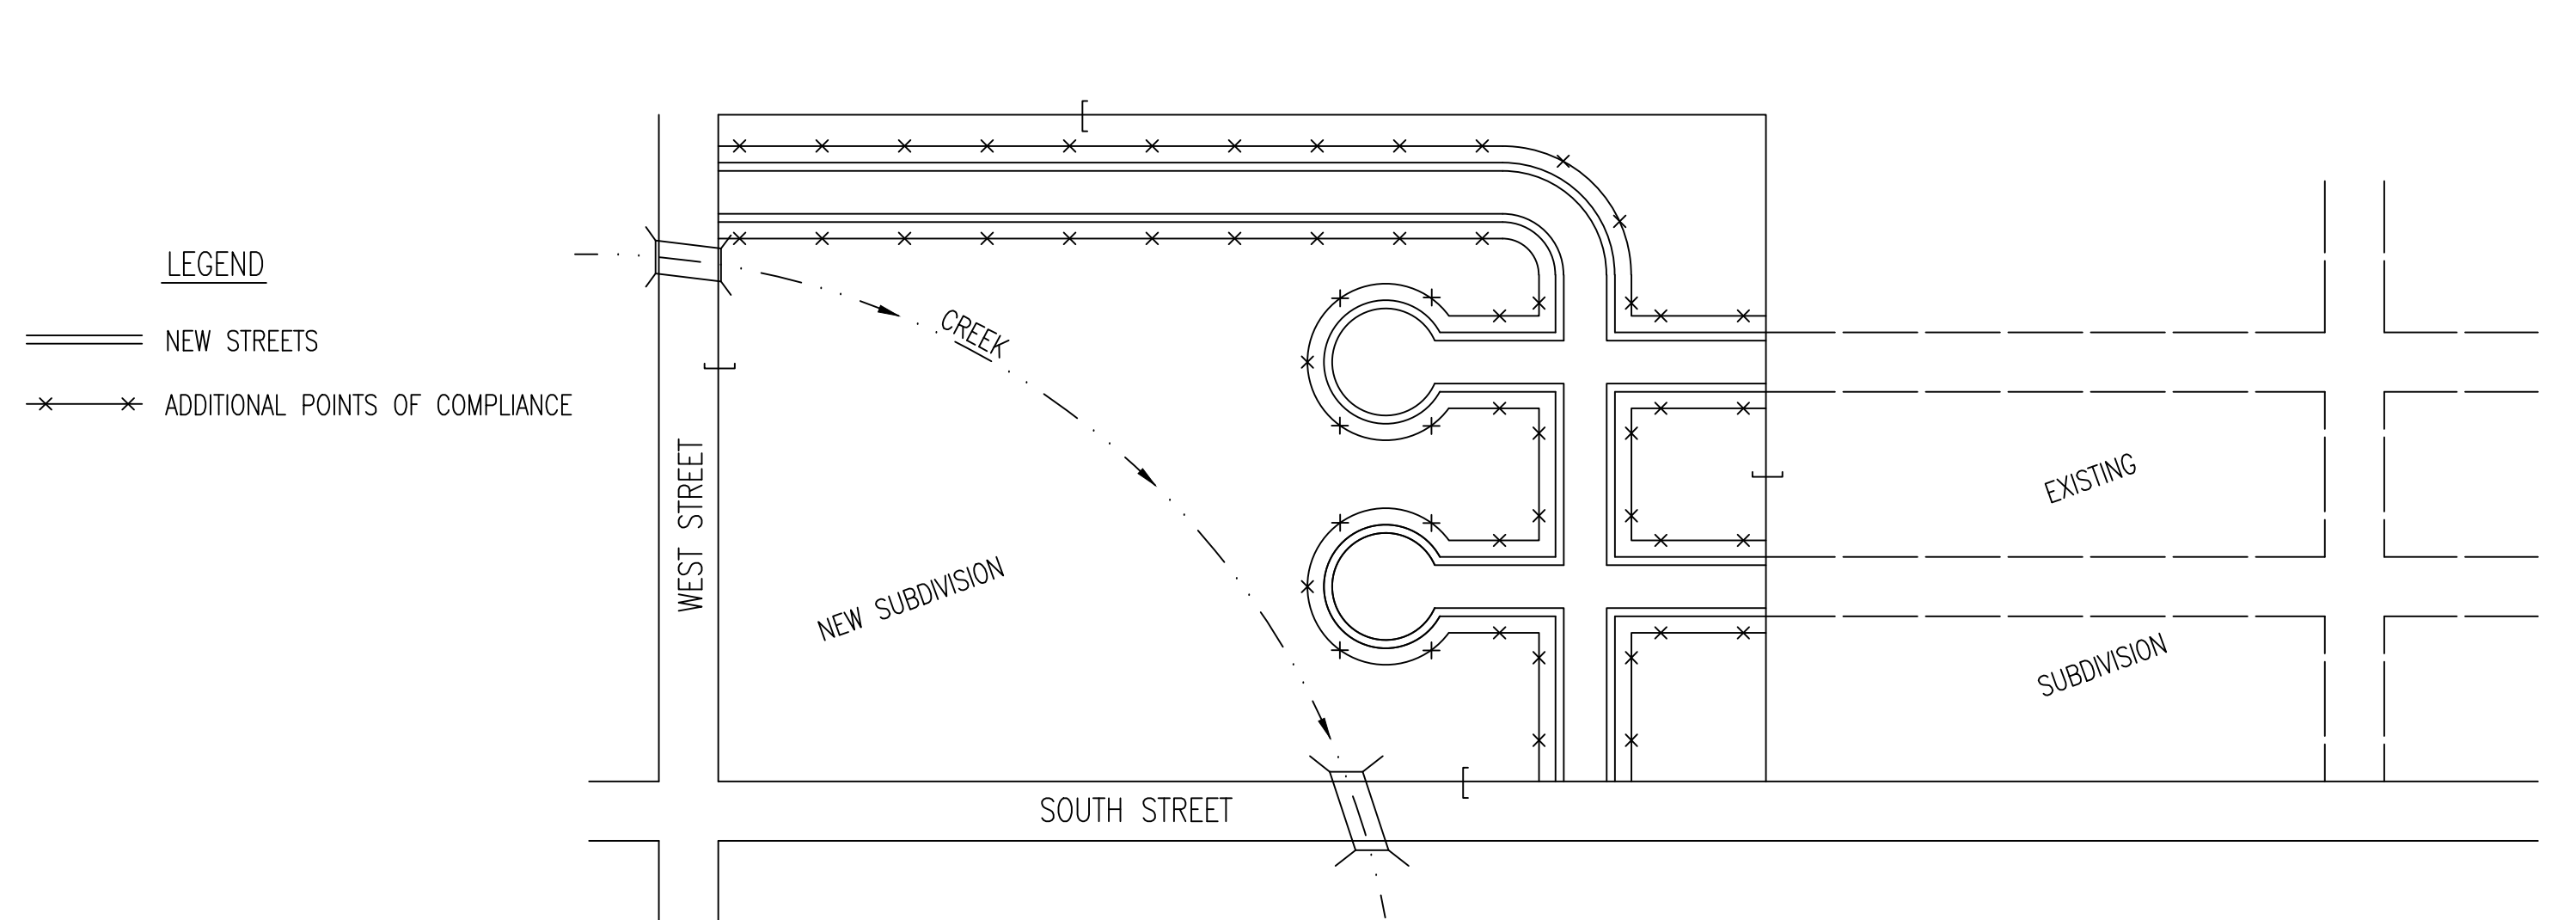 LEGEND
NEW STREETS
ADDITIONAL POINTS OF COMPLIANCE
WEST STREET
CREEK
NEW SUBDIVISION
SOUTH STREET
EXISTING
SUBDIVISION